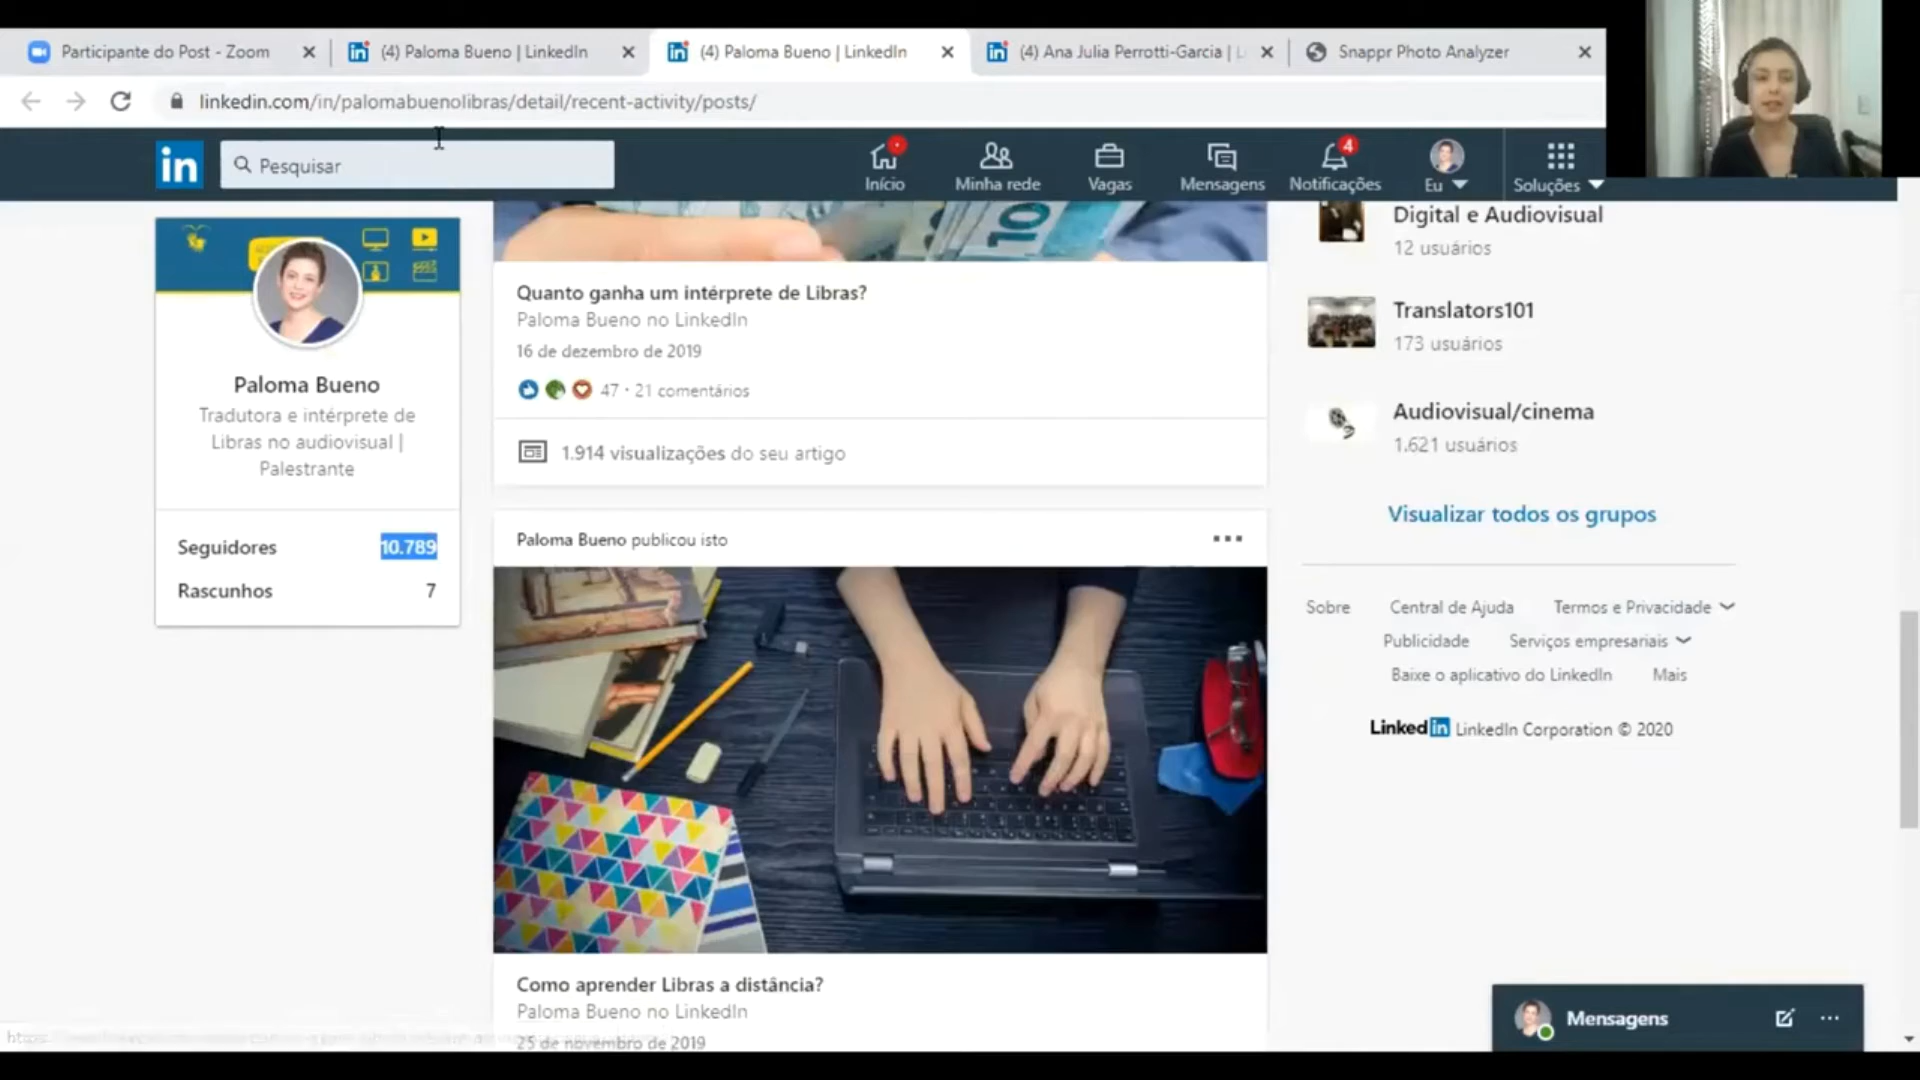 Participante do Post - Zoom
(4) Paloma Bueno | LinkedIn
(4) Paloma Bueno | LinkedIn
(4) Ana Julia Perrotti-Garcia |
Snappr Photo Analyzer
linkedin.com/in/palomabuenolibras/detail/recent-activity/posts/
in
Pesquisar
Início
Minha rede
Vagas
Mensagens
4
Notificações
Eu
Soluções
Paloma Bueno
Tradutora e intérprete de
Libras no audiovisual |
Palestrante
Seguidores 10.789
Rascunhos 7
10
Quanto ganha um intérprete de Libras?
Paloma Bueno no LinkedIn
16 de dezembro de 2019
47 · 21 comentários
1.914 visualizações do seu artigo
Paloma Bueno publicou isto
Como aprender Libras a distância?
Paloma Bueno no LinkedIn
25 de novembro de 2019
Digital e Audiovisual
12 usuários
Translators101
173 usuários
Audiovisual/cinema
1.621 usuários
Visualizar todos os grupos
Sobre Central de Ajuda Termos e Privacidade
Publicidade Serviços empresariais
Baixe o aplicativo do LinkedIn Mais
LinkedIn LinkedIn Corporation © 2020
Mensagens